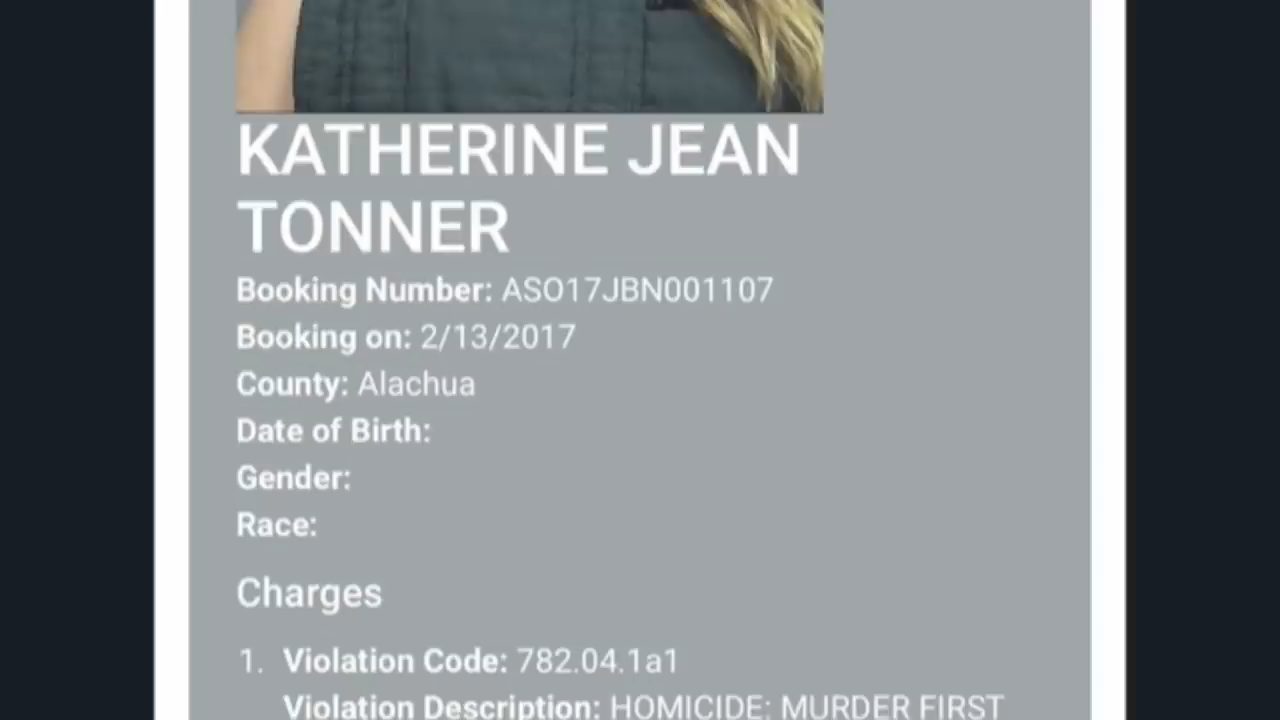 KATHERINE JEAN
TONNER
Booking Number: ASO17JBN001107
Booking on: 2/13/2017
County: Alachua
Date of Birth:
Gender:
Race:
Charges
1. Violation Code: 782.04.1a1
Violation Description: HOMICIDE: MURDER FIRST